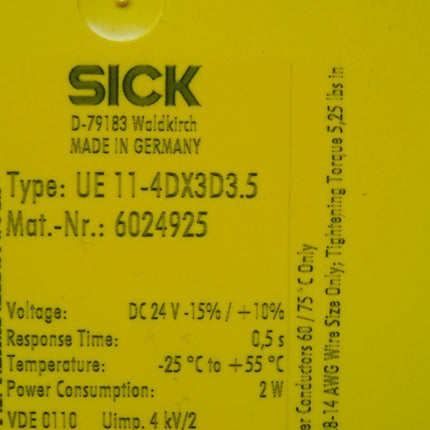 SICK
D-79183 Waldkirch
MADE IN GERMANY
Type: UE 11-4DX3D3.5
Mat.-Nr.: 6024925
Voltage: DC 24 V -15% / +10%
Response Time: 0,5 s
Temperature: -25 °C to +55 °C
Power Consumption: 2 W
VDE 0110 Uimp. 4 kV/2
Conductors 60 / 75 °C Only
AWG Wire Size Only; Tightening Torque 5,25 lbs in